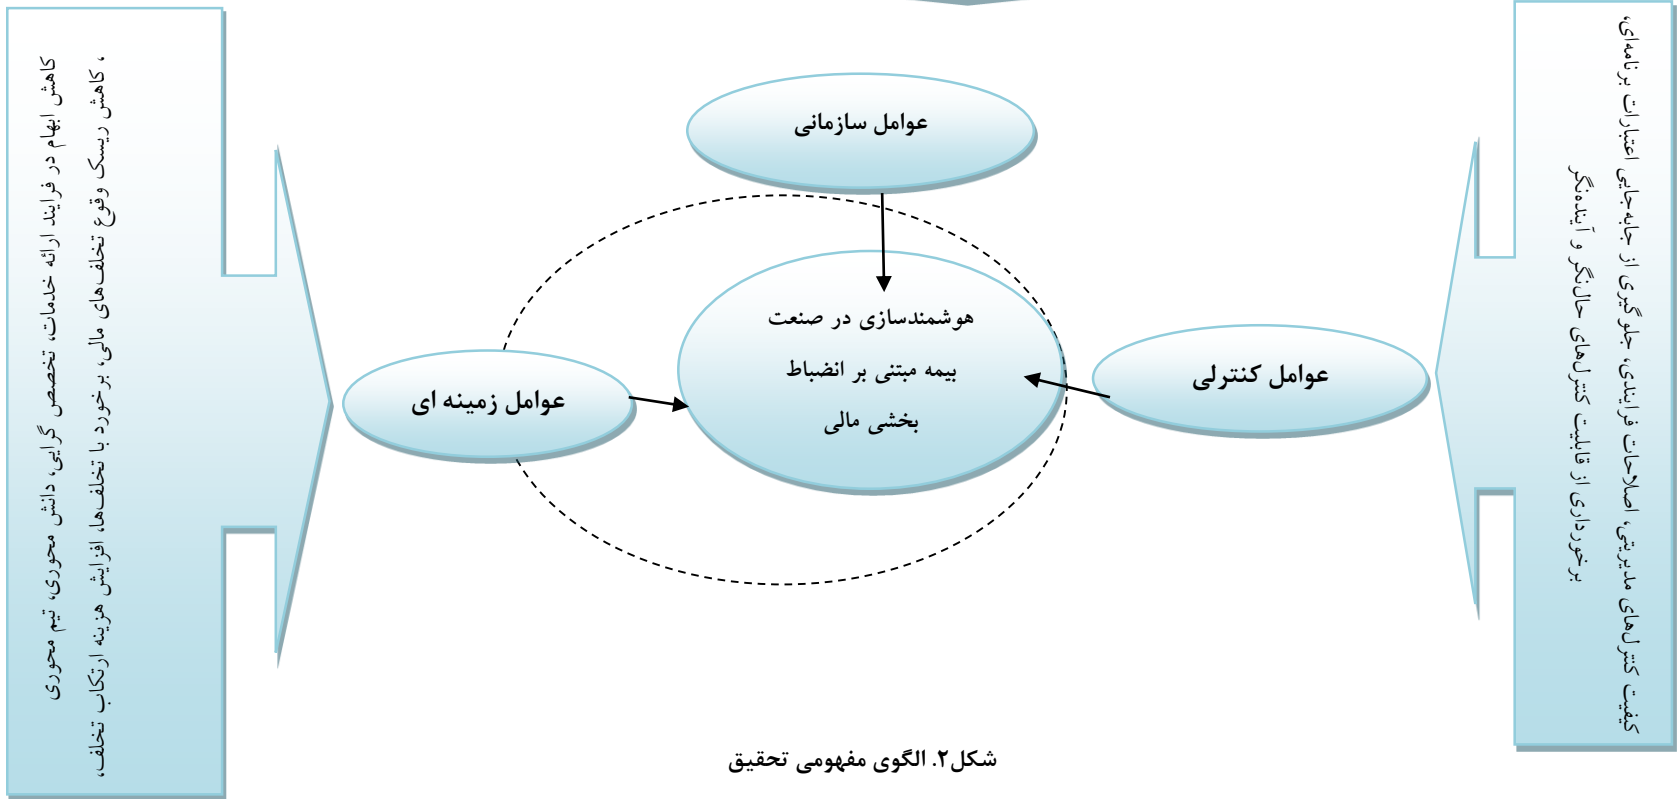 کیفیت کنترل‌های مدیریتی، اصلاحات فرایندی، جلوگیری از جابه‌جایی اعتبارات برنامه‌ای،
برخورداری از قابلیت کنترل‌های حال‌نگر و آینده‌نگر
عوامل سازمانی
هوشمندسازی در صنعت
بیمه مبتنی بر انضباط
بخشی مالی
عوامل کنترلی
عوامل زمینه ای
، کاهش ریسک وقوع تخلف‌های مالی، برخورد با تخلف‌ها، افزایش هزینه ارتکاب تخلف،
کاهش ابهام در فرایند ارائه خدمات، تخصص گرایی، دانش محوری، تیم محوری
شکل۲. الگوی مفهومی تحقیق